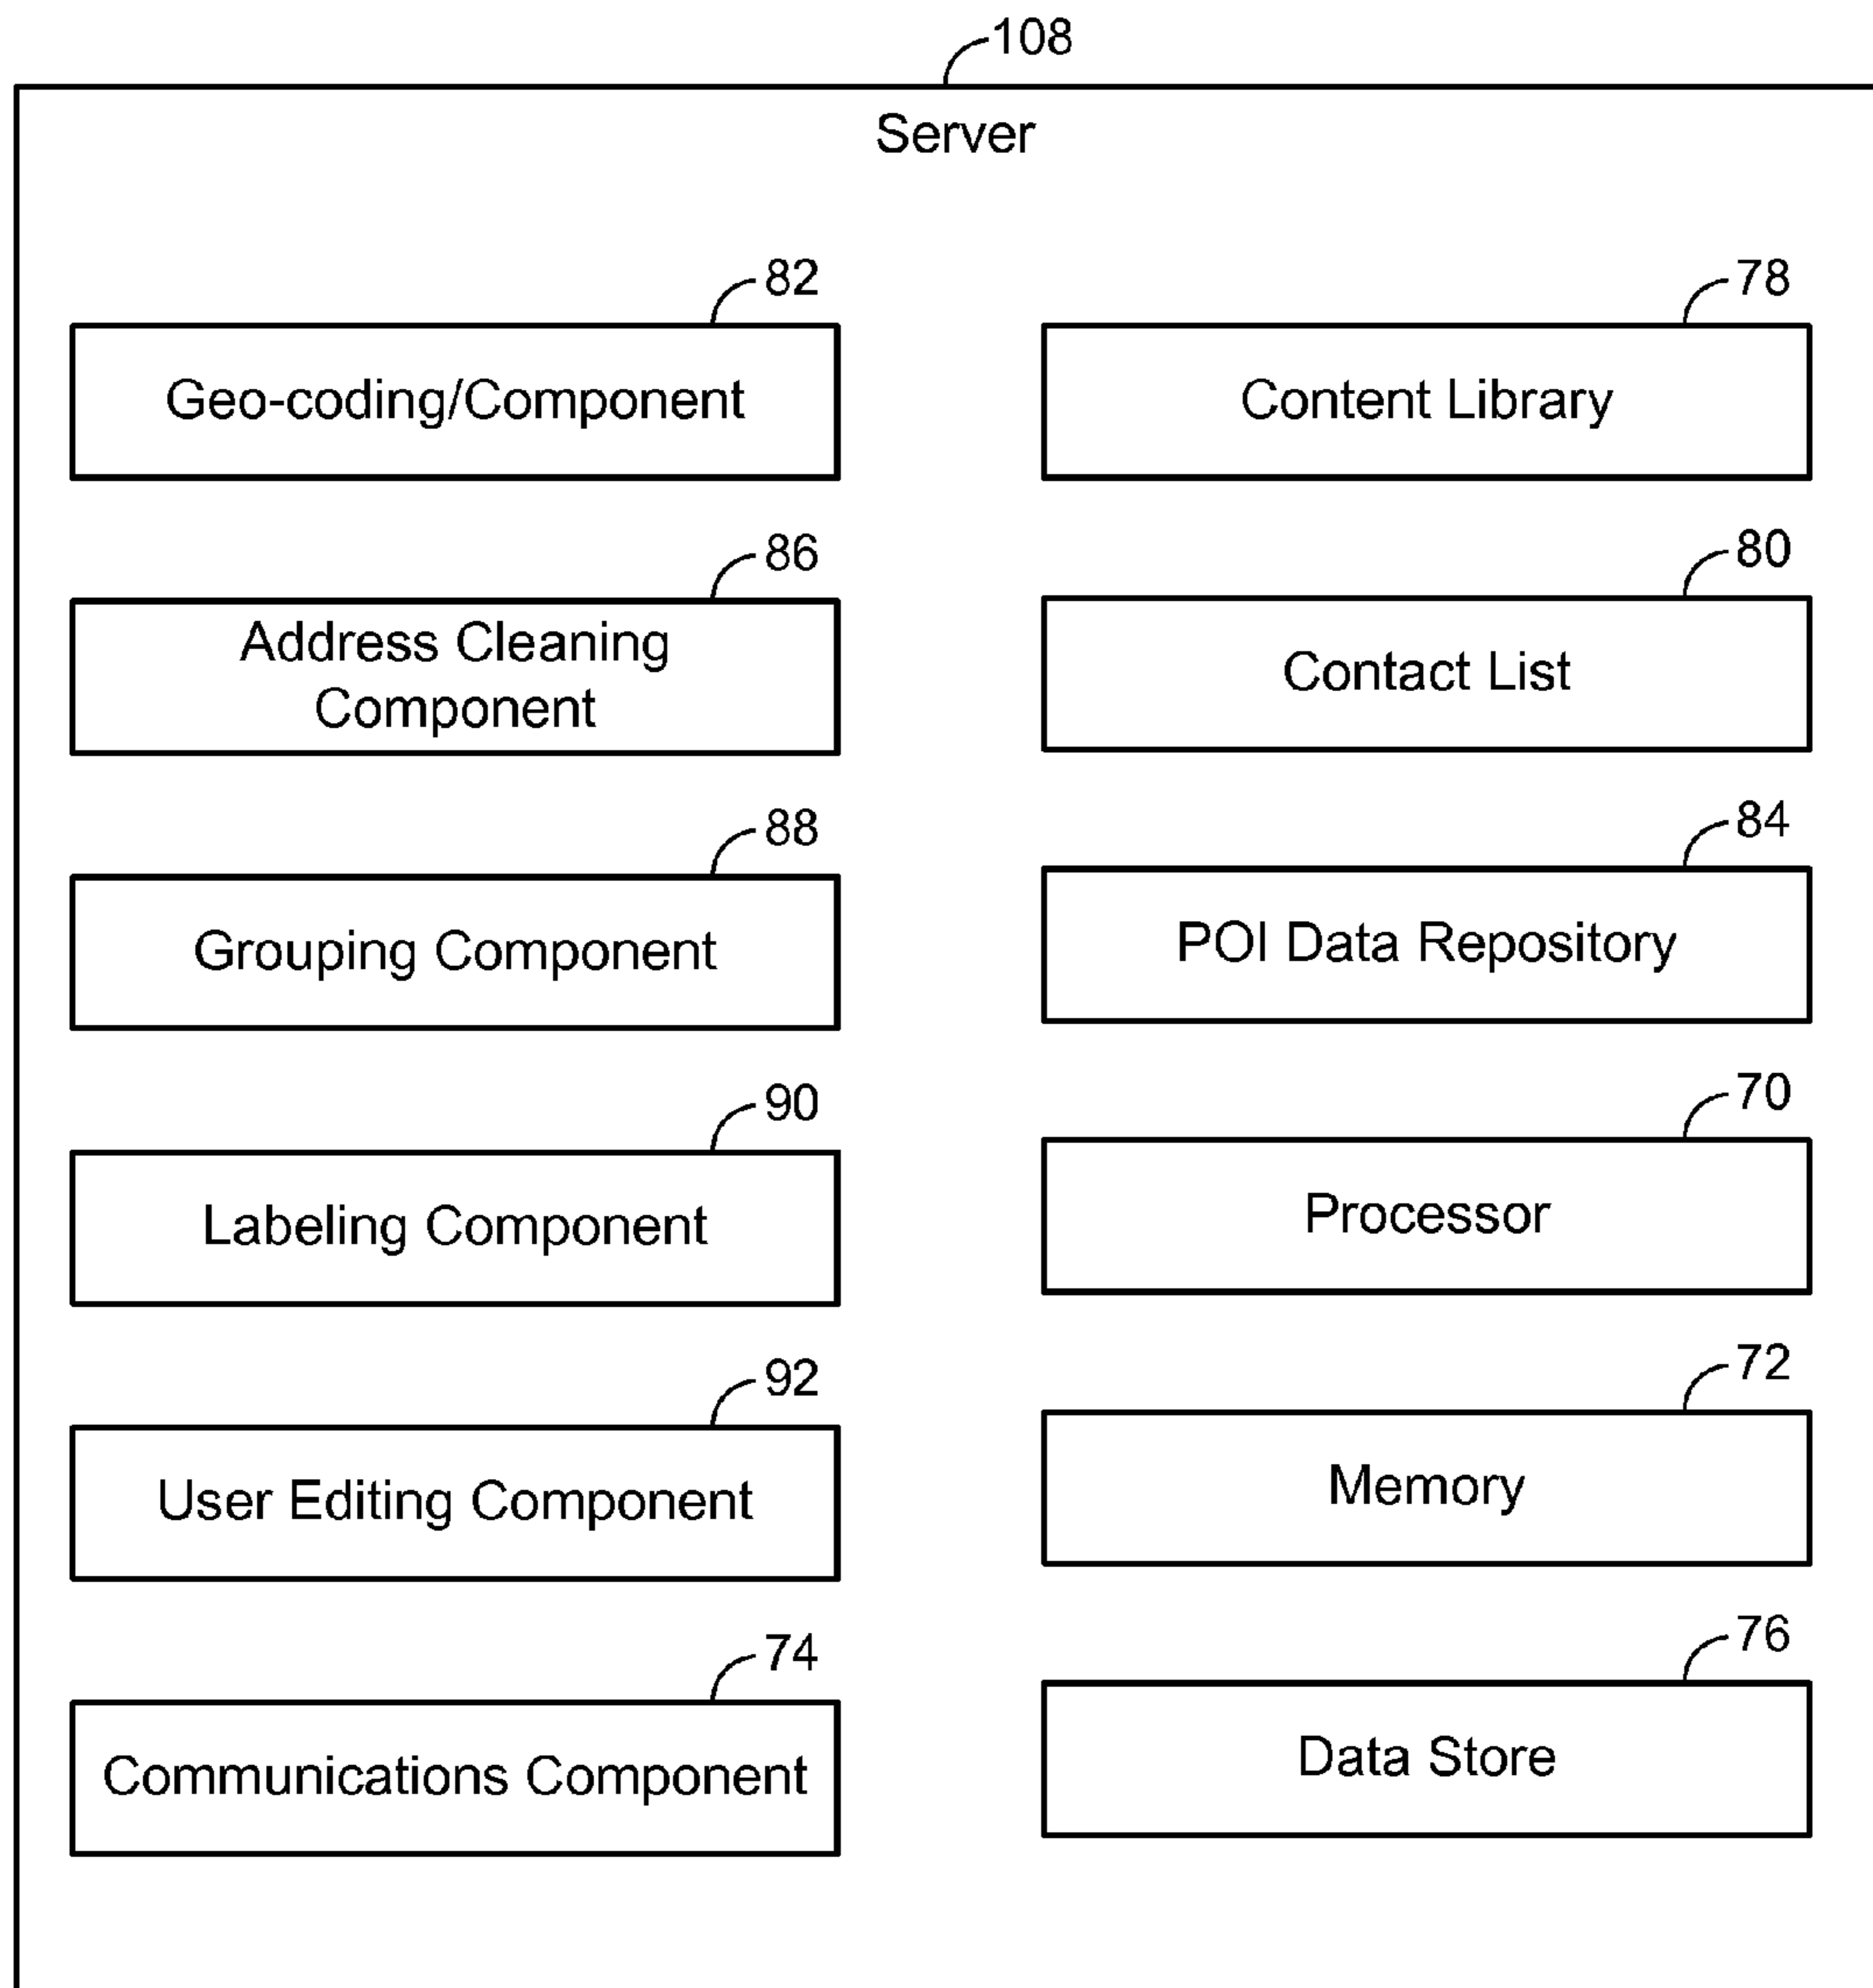 108
Server
82
Geo-coding/Component
78
Content Library
86
Address Cleaning
Component
80
Contact List
88
Grouping Component
84
POI Data Repository
90
Labeling Component
70
Processor
92
User Editing Component
72
Memory
74
Communications Component
76
Data Store